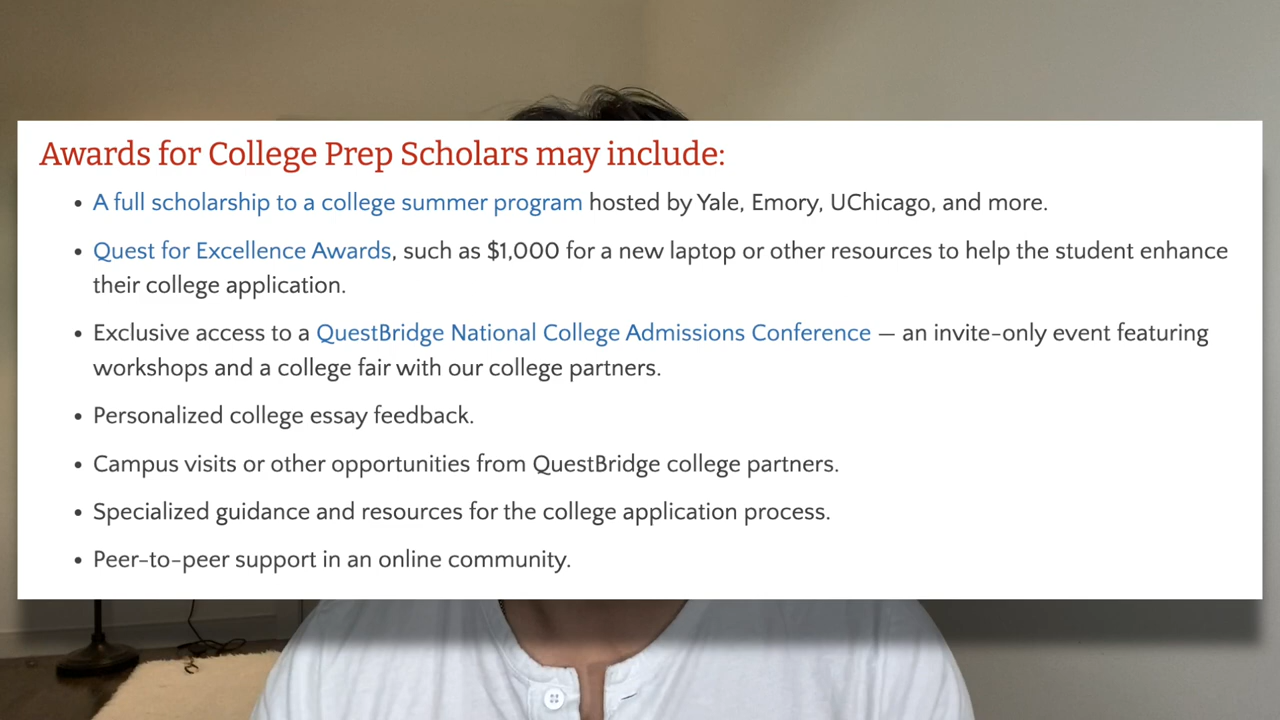 Awards for College Prep Scholars may include:
• A full scholarship to a college summer program hosted by Yale, Emory, UChicago, and more.
• Quest for Excellence Awards, such as $1,000 for a new laptop or other resources to help the student enhance
their college application.
• Exclusive access to a QuestBridge National College Admissions Conference — an invite-only event featuring
workshops and a college fair with our college partners.
• Personalized college essay feedback.
• Campus visits or other opportunities from QuestBridge college partners.
• Specialized guidance and resources for the college application process.
• Peer-to-peer support in an online community.